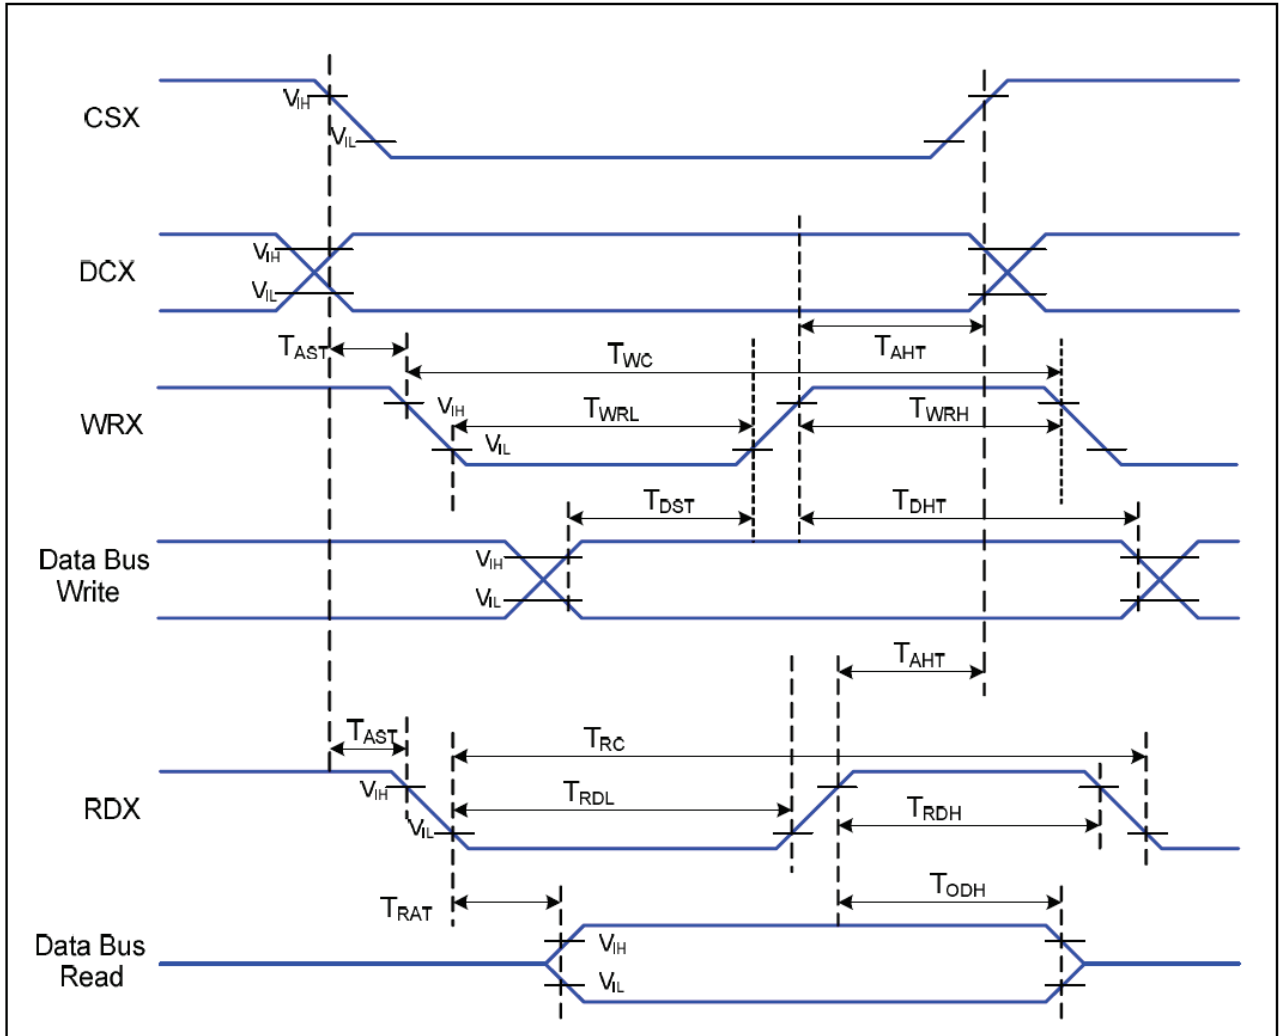 CSX
VIH
VIL
DCX
VIH
VIL
TAST
TWC
TAHT
WRX
VIH
VIL
TWRL
TWRH
TDST
TDHT
Data Bus
Write
VIH
VIL
TAHT
TAST
TRC
RDX
VIH
VIL
TRDL
TRDH
TRAT
TODH
Data Bus
Read
VIH
VIL